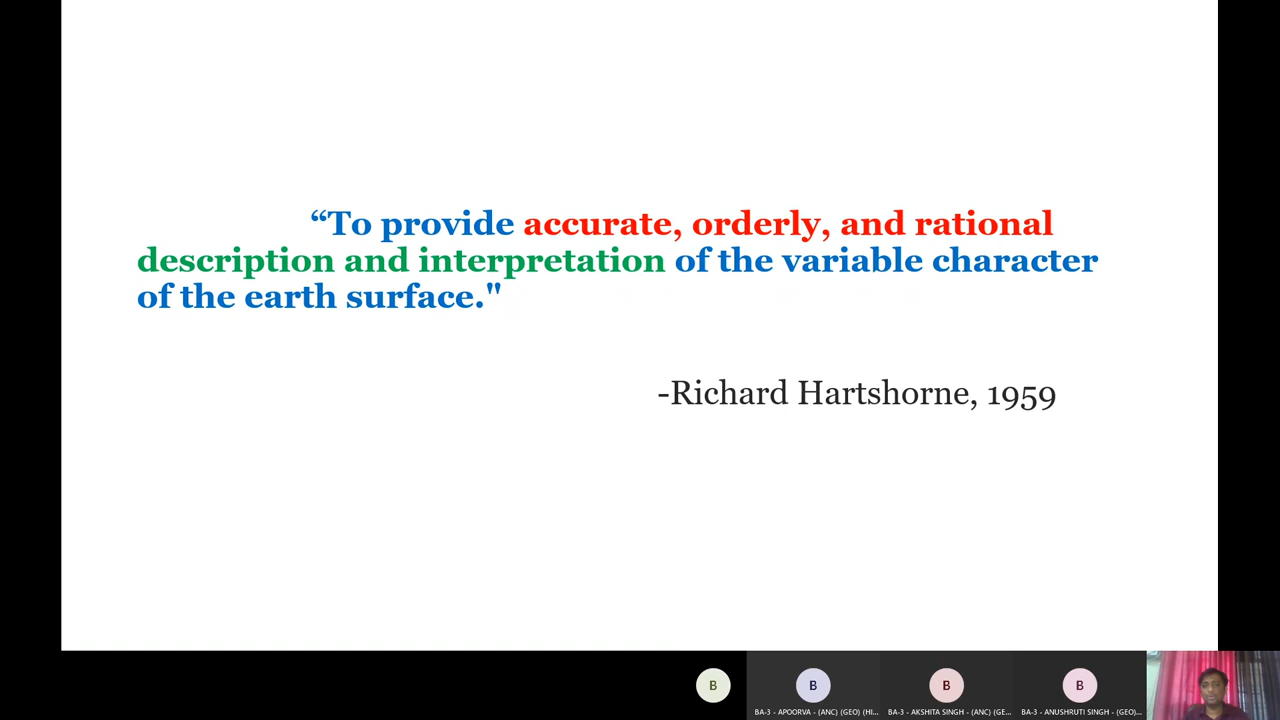 “To provide accurate, orderly, and rational
description and interpretation of the variable character
of the earth surface."
-Richard Hartshorne, 1959
B
B
B
B
BA-3 - APOORVA - (ANC) (GEO) (HI...
BA-3 - AKSHITA SINGH - (ANC) (GE...
BA-3 - ANUSHRUTI SINGH - (GEO)...